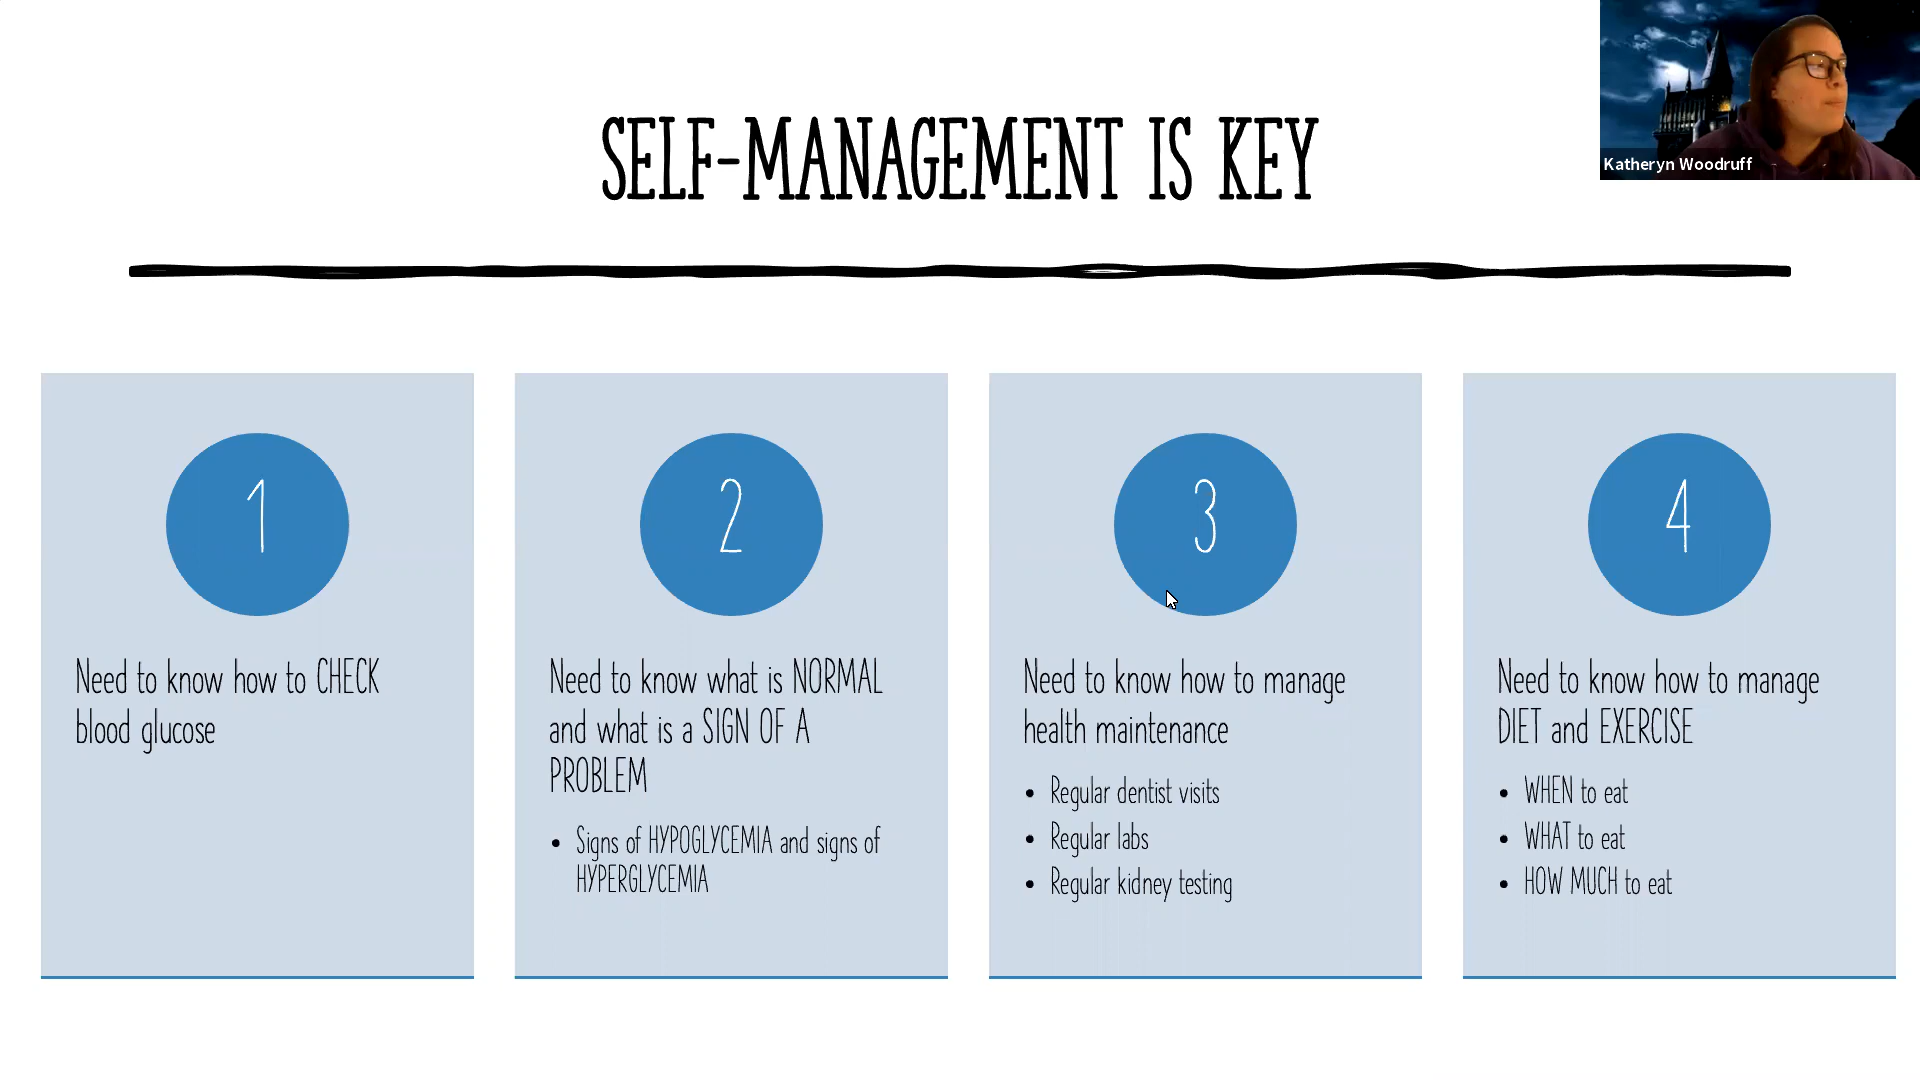 SELF-MANAGEMENT IS KEY
Katheryn Woodruff
1
Need to know how to CHECK
blood glucose
2
Need to know what is NORMAL
and what is a SIGN OF A
PROBLEM
• Signs of HYPOGLYCEMIA and signs of
HYPERGLYCEMIA
3
Need to know how to manage
health maintenance
• Regular dentist visits
• Regular labs
• Regular kidney testing
4
Need to know how to manage
DIET and EXERCISE
• WHEN to eat
• WHAT to eat
• HOW MUCH to eat